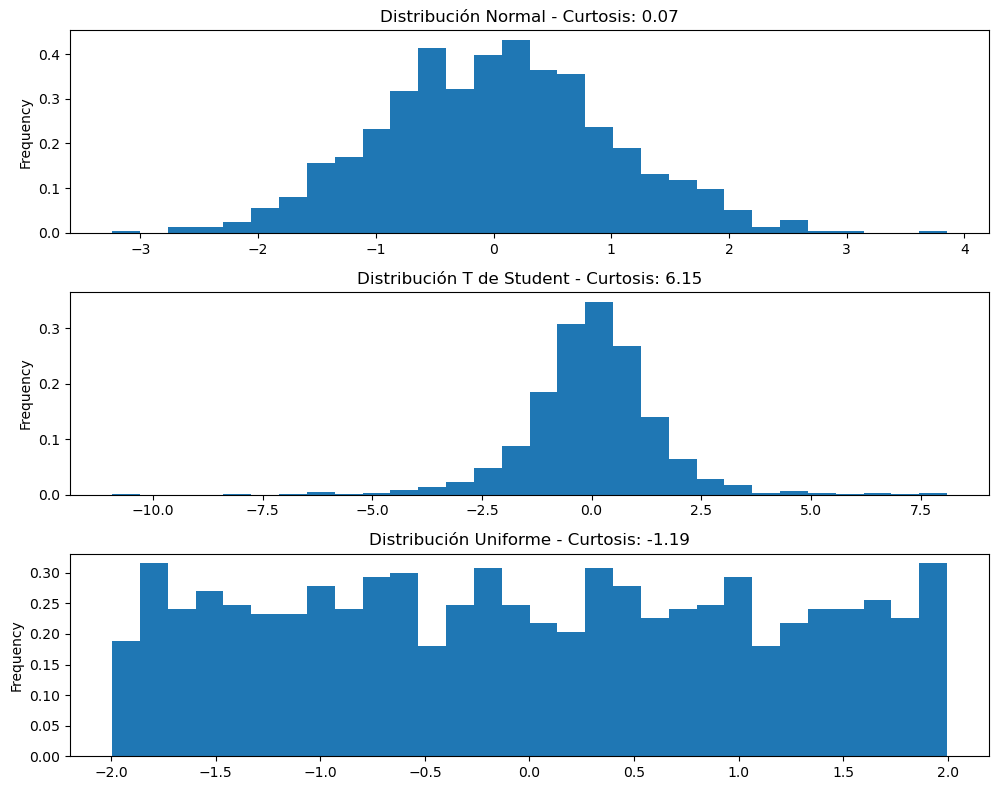 Distribución Normal - Curtosis: 0.07
0.4
0.3
0.2
0.1
0.0
Frequency
−3 −2 −1 0 1 2 3 4
Distribución T de Student - Curtosis: 6.15
0.3
0.2
0.1
0.0
Frequency
−10.0 −7.5 −5.0 −2.5 0.0 2.5 5.0 7.5
Distribución Uniforme - Curtosis: -1.19
0.30
0.25
0.20
0.15
0.10
0.05
0.00
Frequency
−2.0 −1.5 −1.0 −0.5 0.0 0.5 1.0 1.5 2.0